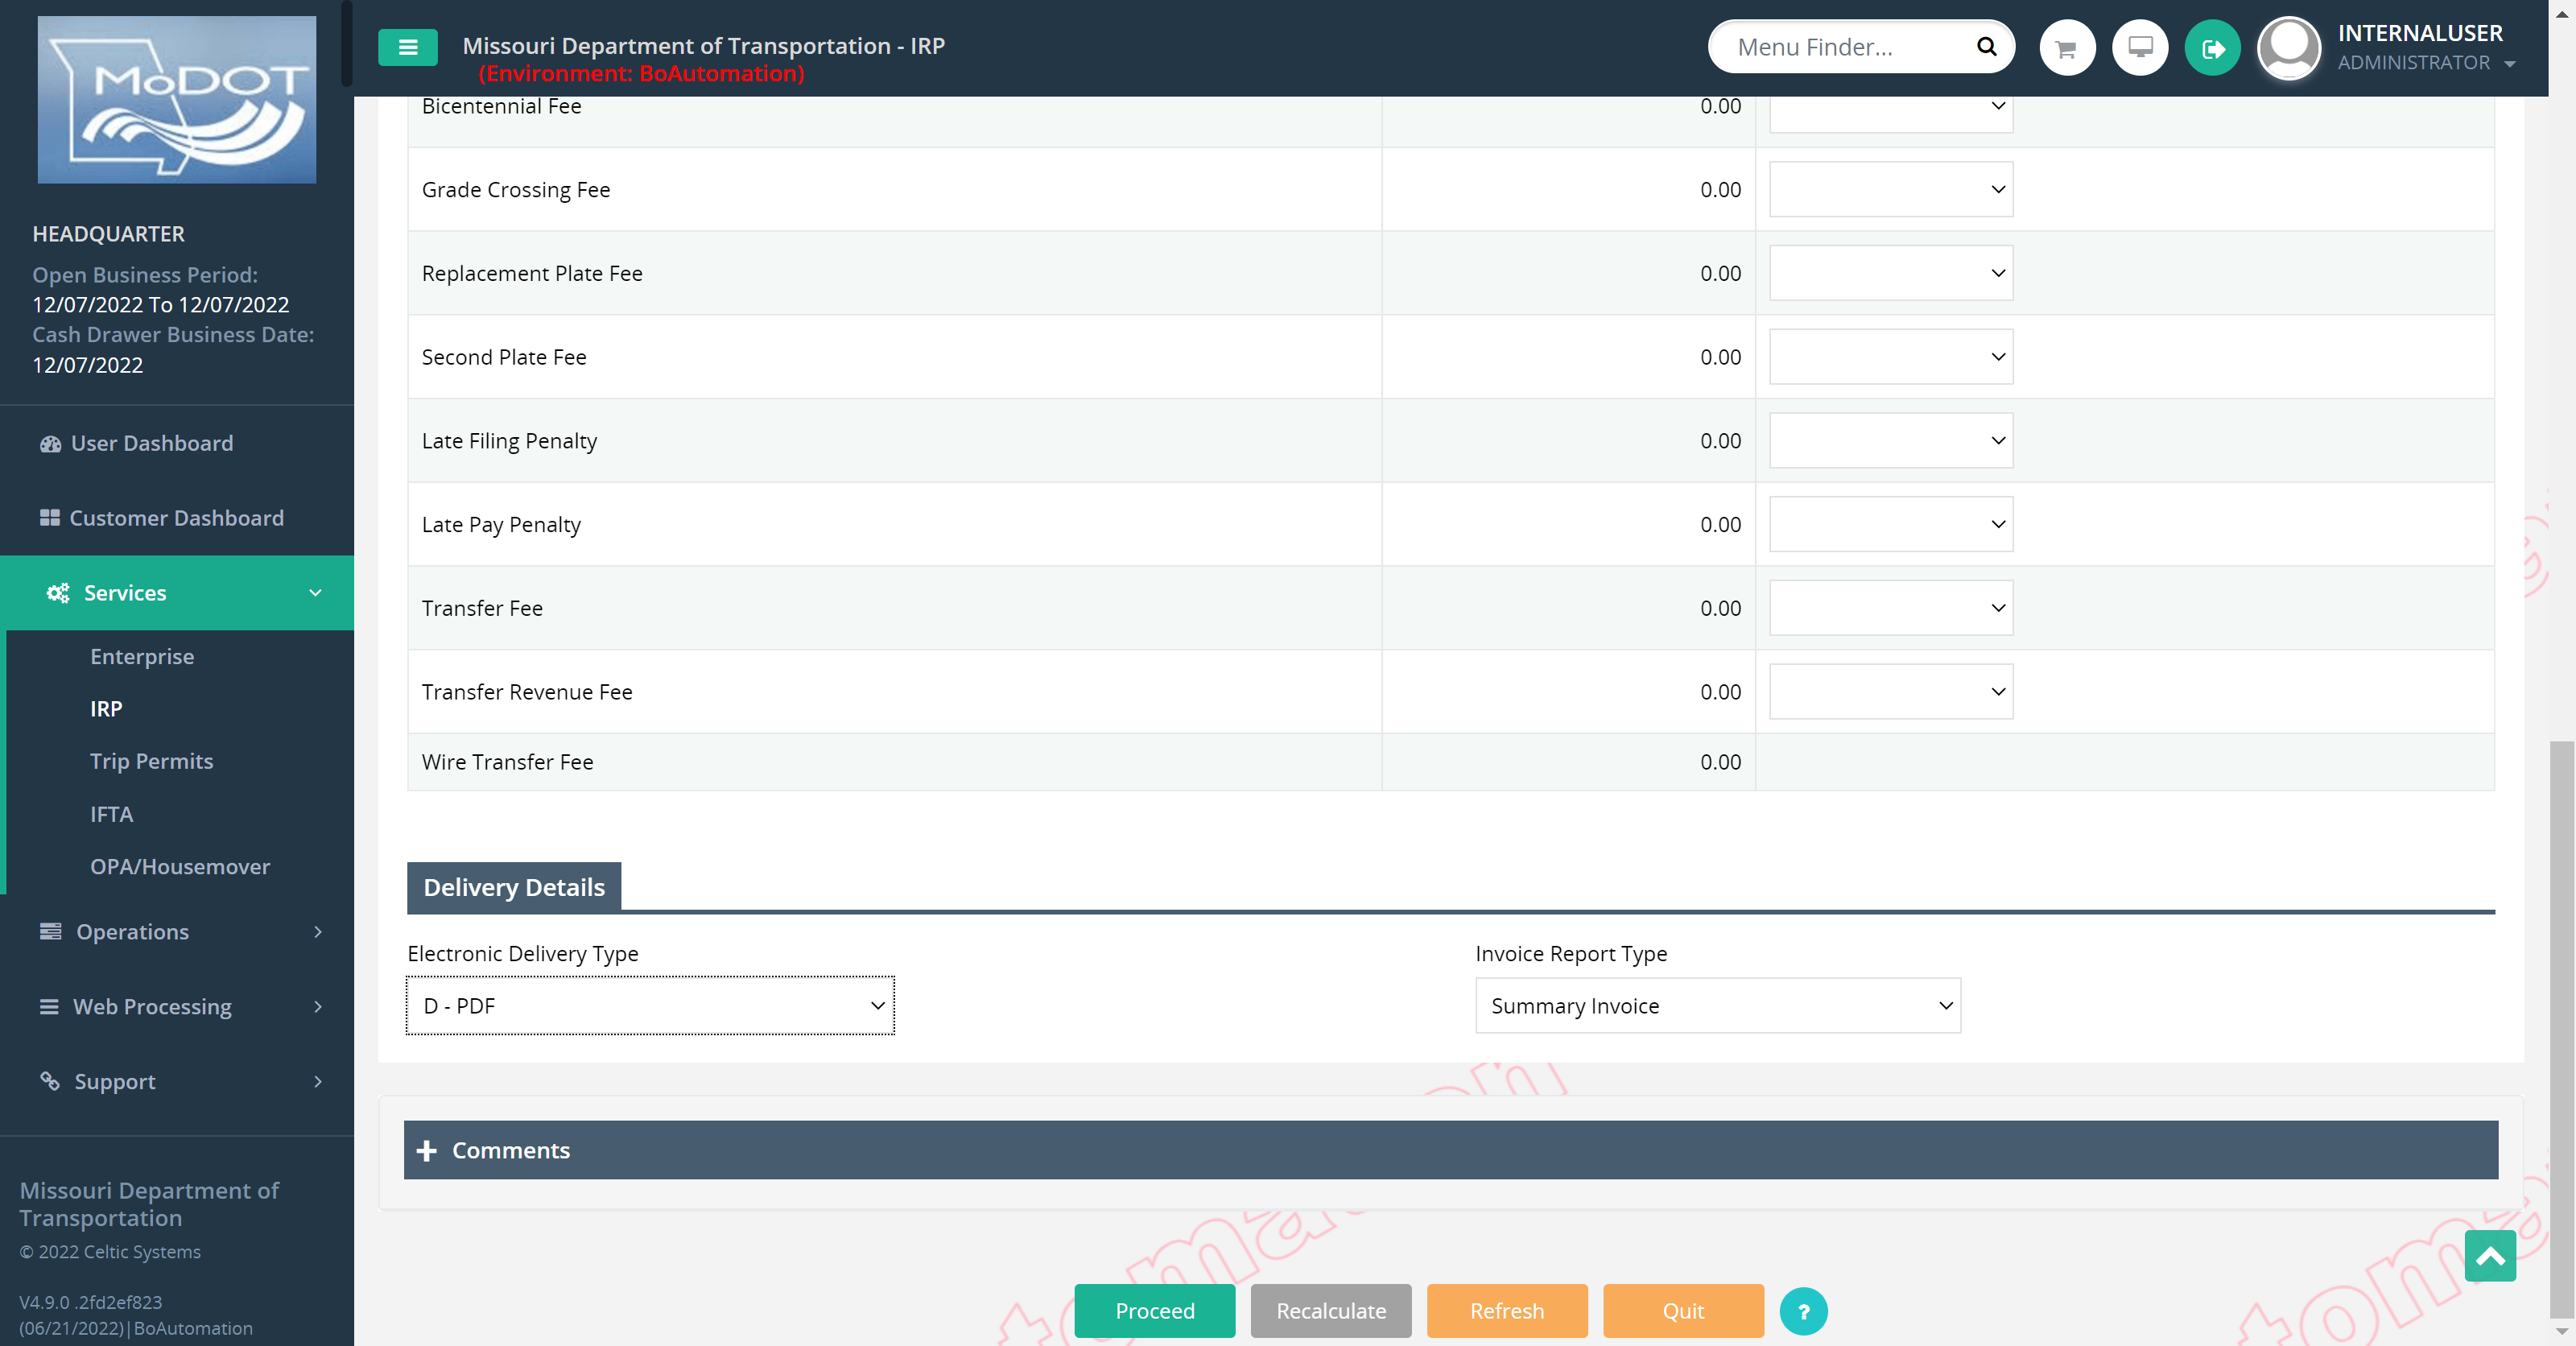 MoDOT
Missouri Department of Transportation - IRP
(Environment: BoAutomation)
Menu Finder...
INTERNALUSER
ADMINISTRATOR
HEADQUARTER
Open Business Period:
12/07/2022 To 12/07/2022
Cash Drawer Business Date:
12/07/2022
User Dashboard
Customer Dashboard
Services
Enterprise
IRP
Trip Permits
IFTA
OPA/Housemover
Operations
Web Processing
Support
Missouri Department of
Transportation
© 2022 Celtic Systems
V4.9.0 .2fd2ef823
(06/21/2022)|BoAutomation
Bicentennial Fee 0.00
Grade Crossing Fee 0.00
Replacement Plate Fee 0.00
Second Plate Fee 0.00
Late Filing Penalty 0.00
Late Pay Penalty 0.00
Transfer Fee 0.00
Transfer Revenue Fee 0.00
Wire Transfer Fee 0.00
Delivery Details
Electronic Delivery Type Invoice Report Type
D - PDF Summary Invoice
Comments
Proceed Recalculate Refresh Quit ?